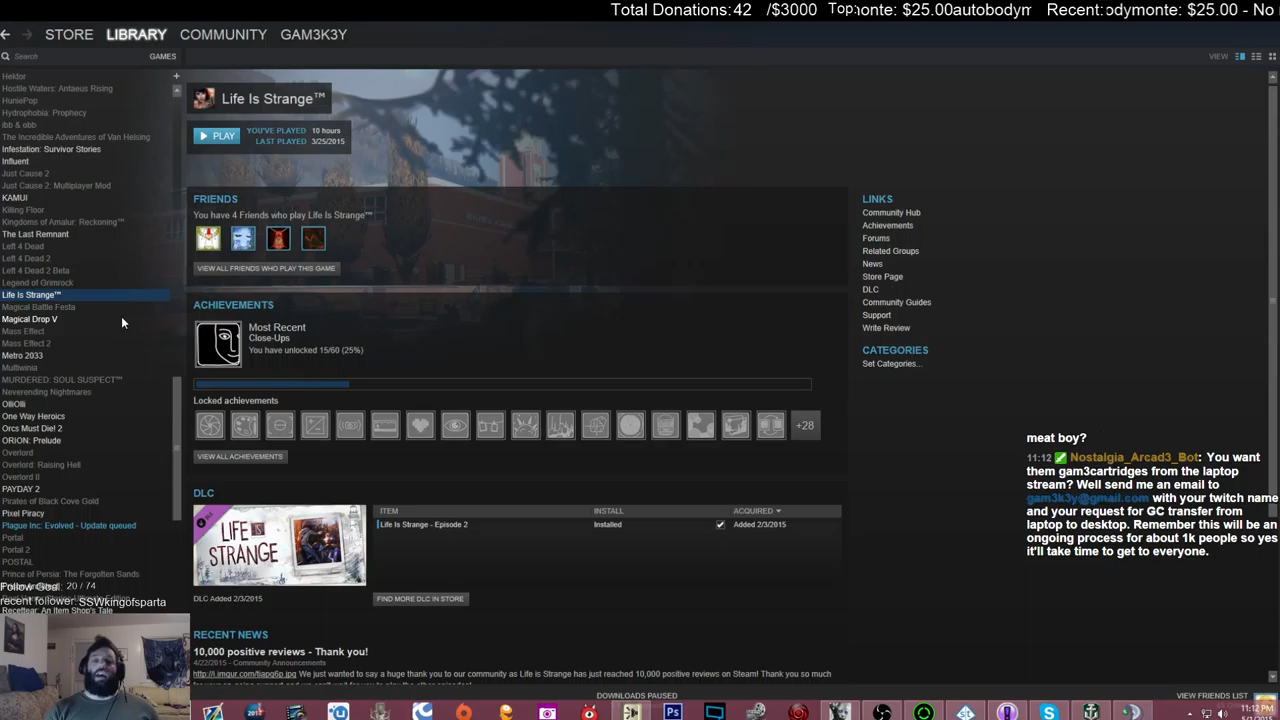 Total Donations: 42 /$3000 Top: monte: $25.00autobodym Recent: odymonte: $25.00 - No
STORE LIBRARY COMMUNITY GAM3K3Y
Search GAMES VIEW
Hektor
Hostile Waters: Antaeus Rising
HuniePop
Hydrophobia: Prophecy
ibb & obb
The Incredible Adventures of Van Helsing
Infestation: Survivor Stories
Influent
Just Cause 2
Just Cause 2: Multiplayer Mod
KAMUI
Killing Floor
Kingdoms of Amalur: Reckoning™
The Last Remnant
Left 4 Dead
Left 4 Dead 2
Left 4 Dead 2 Beta
Legend of Grimrock
Life Is Strange™
Magical Battle Festa
Magical Drop V
Mass Effect
Mass Effect 2
Metro 2033
Multiwinia
MURDERED: SOUL SUSPECT™
Neverending Nightmares
OlliOlli
One Way Heroics
Orcs Must Die! 2
ORION: Prelude
Overlord
Overlord: Raising Hell
Overlord II
PAYDAY 2
Pirates of Black Cove Gold
Pixel Piracy
Plague Inc: Evolved - Update queued
Portal
Portal 2
POSTAL
Prince of Persia: The Forgotten Sands
Follow Goal: 20 / 74
recent follower: SSWkingofsparta
Recettear: An Item Shop's Tale
Life Is Strange™
PLAY
YOU'VE PLAYED 10 hours
LAST PLAYED 3/25/2015
FRIENDS
You have 4 Friends who play Life Is Strange™
VIEW ALL FRIENDS WHO PLAY THIS GAME
ACHIEVEMENTS
Most Recent
Close-Ups
You have unlocked 15/60 (25%)
Locked achievements
+28
VIEW ALL ACHIEVEMENTS
DLC
ITEM INSTALL ACQUIRED
Life Is Strange - Episode 2 Installed Added 2/3/2015
LIFE IS STRANGE
DLC Added 2/3/2015
FIND MORE DLC IN STORE
RECENT NEWS
10,000 positive reviews - Thank you!
4/22/2015 - Community Announcements
http://i.imgur.com/tiapq6p.jpg We just wanted to say a huge thank you to our community as Life is Strange has just reached 10,000 positive reviews on Steam! Thank you so much
LINKS
Community Hub
Achievements
Forums
Related Groups
News
Store Page
DLC
Community Guides
Support
Write Review
CATEGORIES
Set Categories...
meat boy?
11:12 Nostalgia_Arcad3_Bot: You want
them gam3cartridges from the laptop
stream? Well send me an email to
gam3k3y@gmail.com with your twitch name
and your request for GC transfer from
laptop to desktop. Remember this will be an
ongoing process for about 1k people so yes
it'll take time to get to everyone.
DOWNLOADS PAUSED
VIEW FRIENDS LIST
11:12 PM